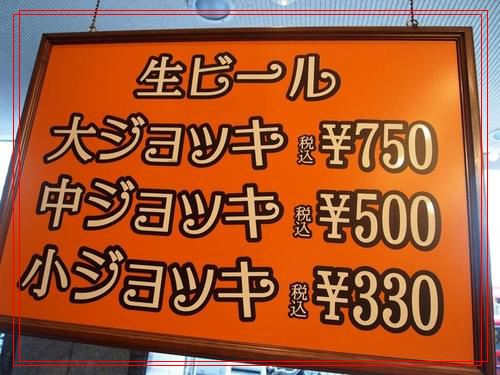 生ビール
大ジョッキ 税込 ¥750
中ジョッキ 税込 ¥500
小ジョッキ 税込 ¥330